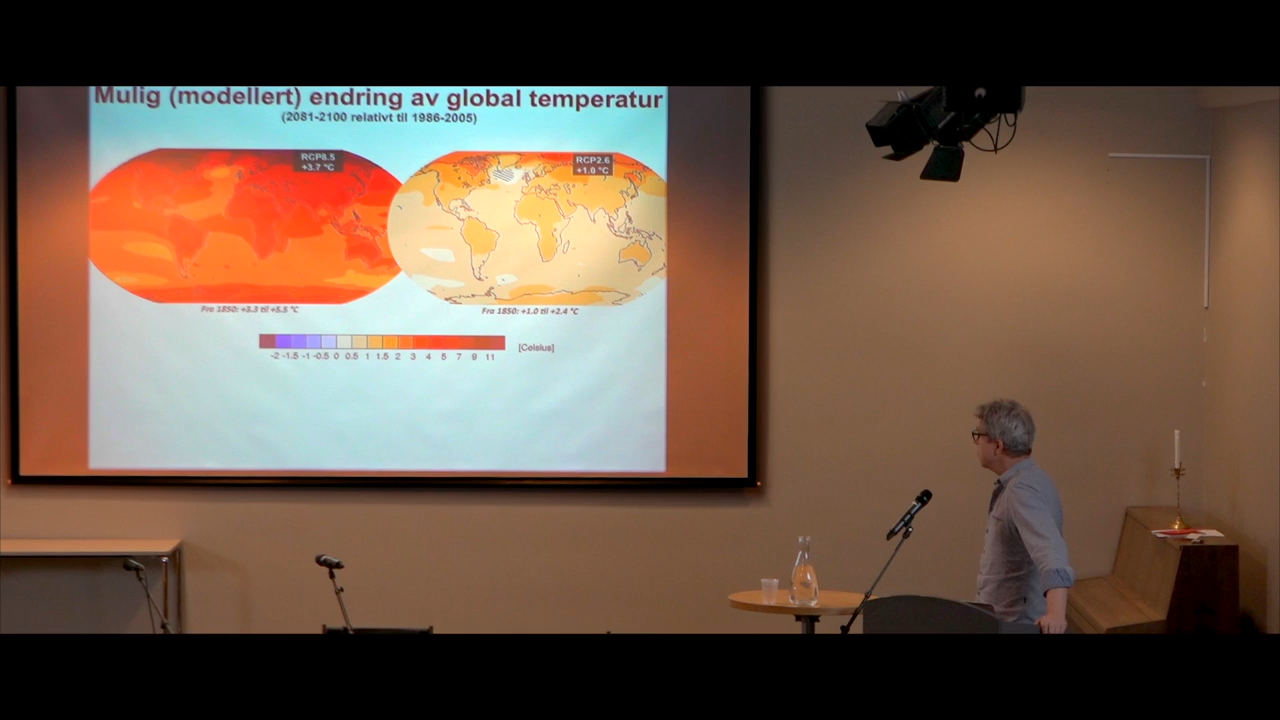 Mulig (modellert) endring av global temperatur
(2081-2100 relativt til 1986-2005)
RCP8.5
+3.7 °C
RCP2.6
+1.0 °C
Fra 1850: +3.3 til +5.5 °C
Fra 1850: +1.0 til +2.4 °C
-2 -1.5 -1 -0.5 0 0.5 1 1.5 2 3 4 5 7 9 11
[Celsius]